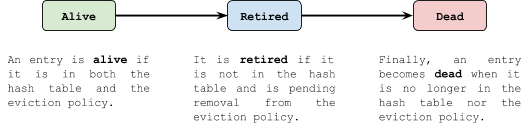 Alive
Retired
Dead
An entry is alive if
it is in both the
hash table and the
eviction policy.
It is retired if it
is not in the hash
table and is pending
removal from the
eviction policy.
Finally, an entry
becomes dead when it
is no longer in the
hash table nor the
eviction policy.